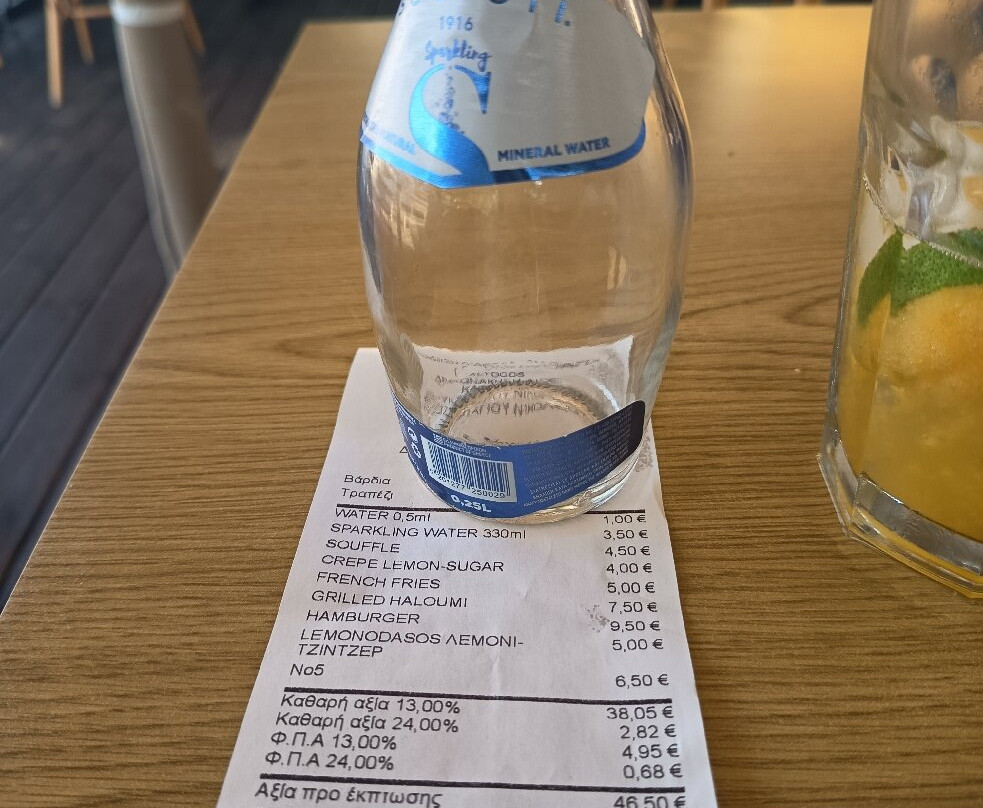 1916
Sparkling
S
NATURAL
MINERAL WATER
0,25L
Βάρδια
Τραπέζι
WATER 0,5ml 1,00 €
SPARKLING WATER 330ml 3,50 €
SOUFFLE 4,50 €
CREPE LEMON-SUGAR 4,00 €
FRENCH FRIES 5,00 €
GRILLED HALOUMI 7,50 €
HAMBURGER 9,50 €
LEMONODASOS ΛΕΜΟΝΙ- 5,00 €
ΤΖΙΝΤΖΕΡ
No5 6,50 €
Καθαρή αξία 13,00% 38,05 €
Καθαρή αξία 24,00% 2,82 €
Φ.Π.Α 13,00% 4,95 €
Φ.Π.Α 24,00% 0,68 €
Αξία προ έκπτωσης 46,50 €